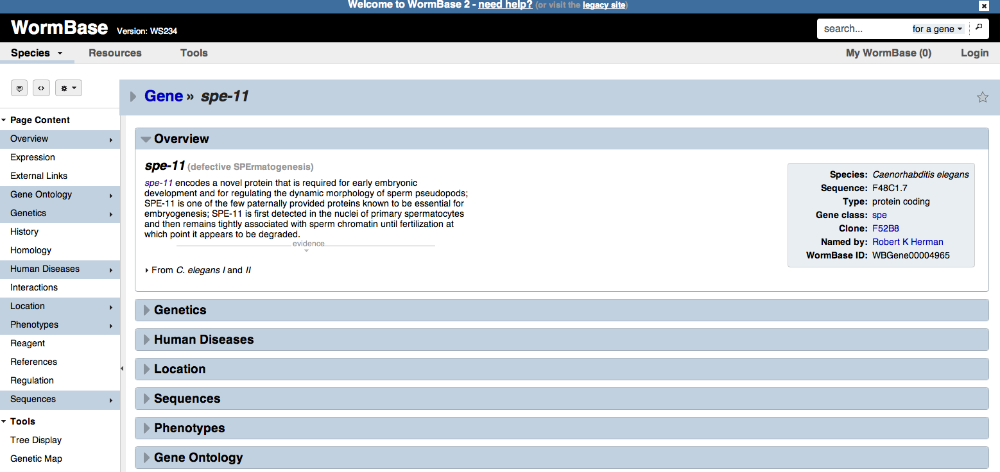 Welcome to WormBase 2 - need help? (or visit the legacy site)
WormBase Version: WS234
search... for a gene
Species Resources Tools My WormBase (0) Login
Gene » spe-11
Page Content
Overview
Expression
External Links
Gene Ontology
Genetics
History
Homology
Human Diseases
Interactions
Location
Phenotypes
Reagent
References
Regulation
Sequences
Tools
Tree Display
Genetic Map
Overview
spe-11 (defective SPErmatogenesis)
spe-11 encodes a novel protein that is required for early embryonic
development and for regulating the dynamic morphology of sperm pseudopods;
SPE-11 is one of the few paternally provided proteins known to be essential for
embryogenesis; SPE-11 is first detected in the nuclei of primary spermatocytes
and then remains tightly associated with sperm chromatin until fertilization at
which point it appears to be degraded.
evidence
From C. elegans I and II
Species: Caenorhabditis elegans
Sequence: F48C1.7
Type: protein coding
Gene class: spe
Clone: F52B8
Named by: Robert K Herman
WormBase ID: WBGene00004965
Genetics
Human Diseases
Location
Sequences
Phenotypes
Gene Ontology